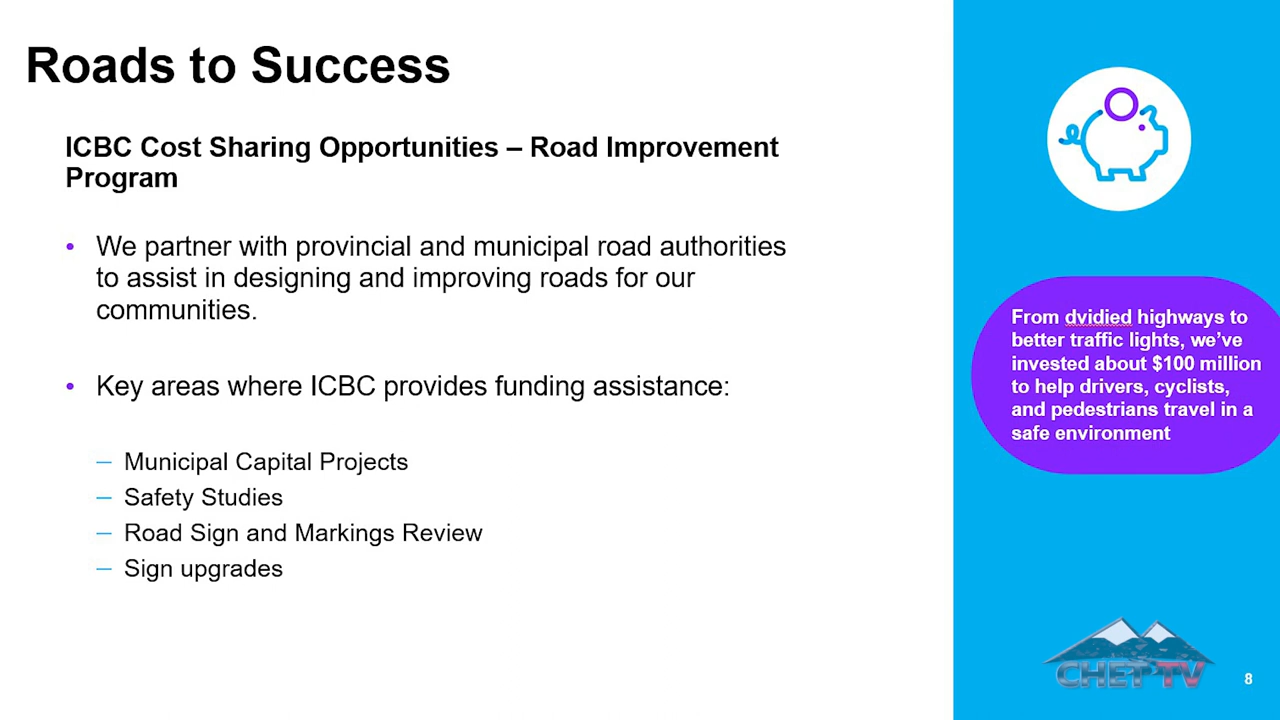 Roads to Success
ICBC Cost Sharing Opportunities – Road Improvement
Program
• We partner with provincial and municipal road authorities
to assist in designing and improving roads for our
communities.
• Key areas where ICBC provides funding assistance:
– Municipal Capital Projects
– Safety Studies
– Road Sign and Markings Review
– Sign upgrades
From dvidied highways to
better traffic lights, we’ve
invested about $100 million
to help drivers, cyclists,
and pedestrians travel in a
safe environment
CHET TV
8